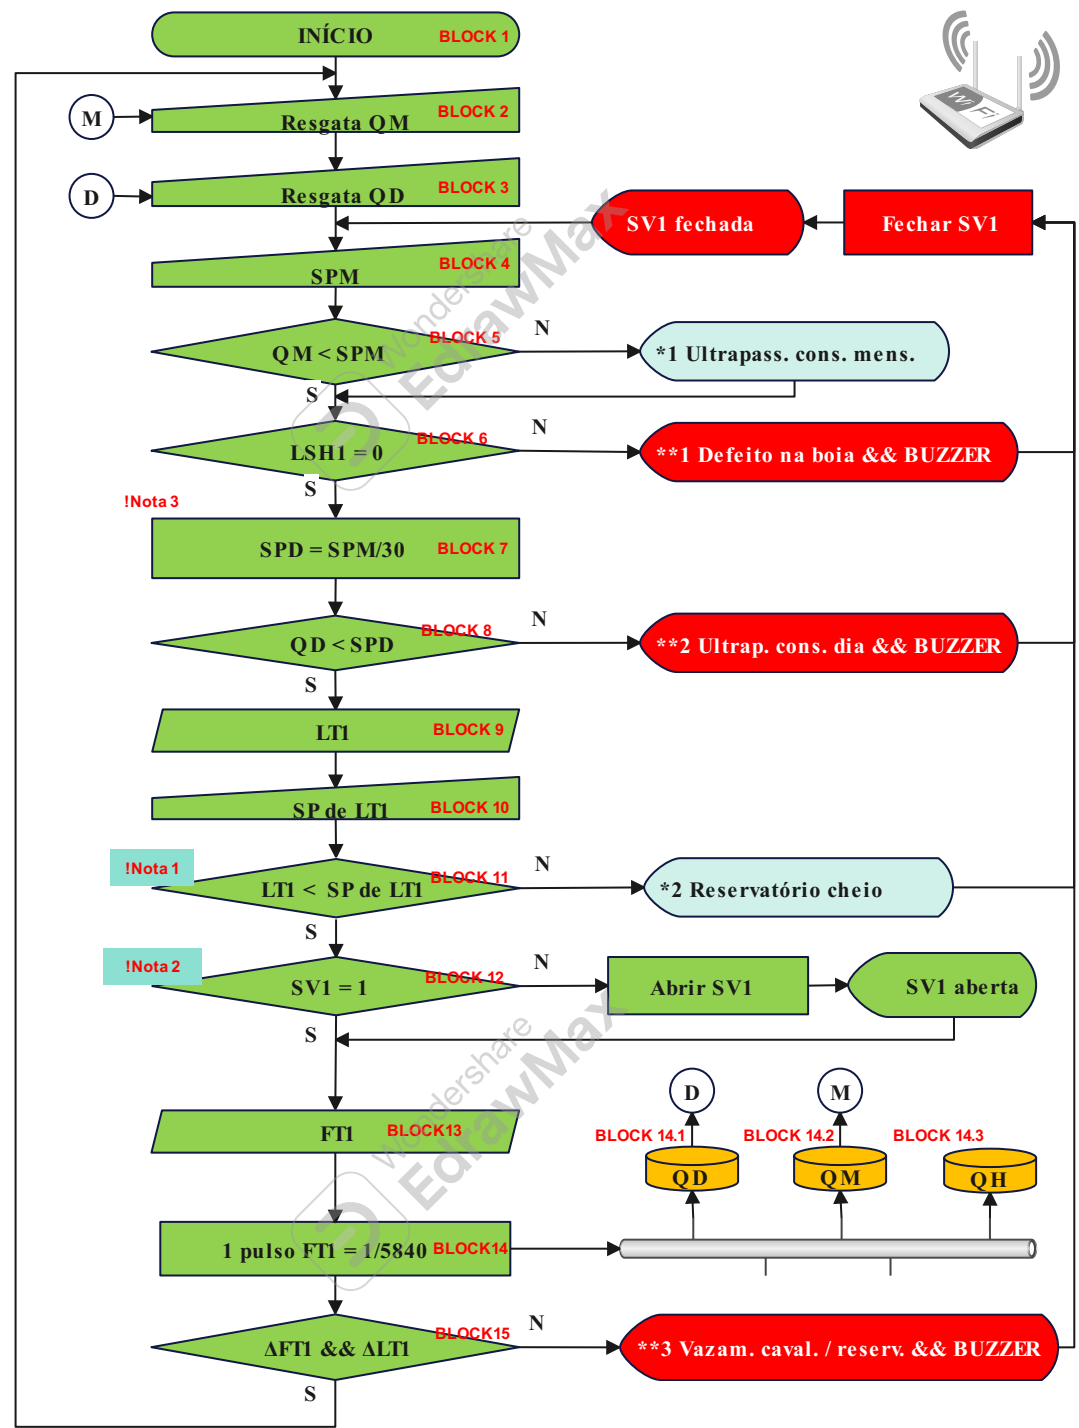 INÍCIO
BLOCK 1
M
Resgata QM
BLOCK 2
WiFi
D
Resgata QD
BLOCK 3
SV1 fechada
Fechar SV1
SPM
BLOCK 4
QM < SPM
BLOCK 5
N
*1 Ultrapass. cons. mens.
S
LSH1 = 0
BLOCK 6
N
**1 Defeito na boia && BUZZER
S
!Nota 3
SPD = SPM/30
BLOCK 7
QD < SPD
BLOCK 8
N
**2 Ultrap. cons. dia && BUZZER
S
LT1
BLOCK 9
SP de LT1
BLOCK 10
!Nota 1
LT1 < SP de LT1
BLOCK 11
N
*2 Reservatório cheio
S
!Nota 2
SV1 = 1
BLOCK 12
N
Abrir SV1
SV1 aberta
S
FT1
BLOCK13
D
M
BLOCK 14.1
BLOCK 14.2
BLOCK 14.3
QD
QM
QH
1 pulso FT1 = 1/5840
BLOCK14
ΔFT1 && ΔLT1
BLOCK15
N
**3 Vazam. caval. / reserv. && BUZZER
S
Wondershare
EdrawMax
Wondershare
EdrawMax